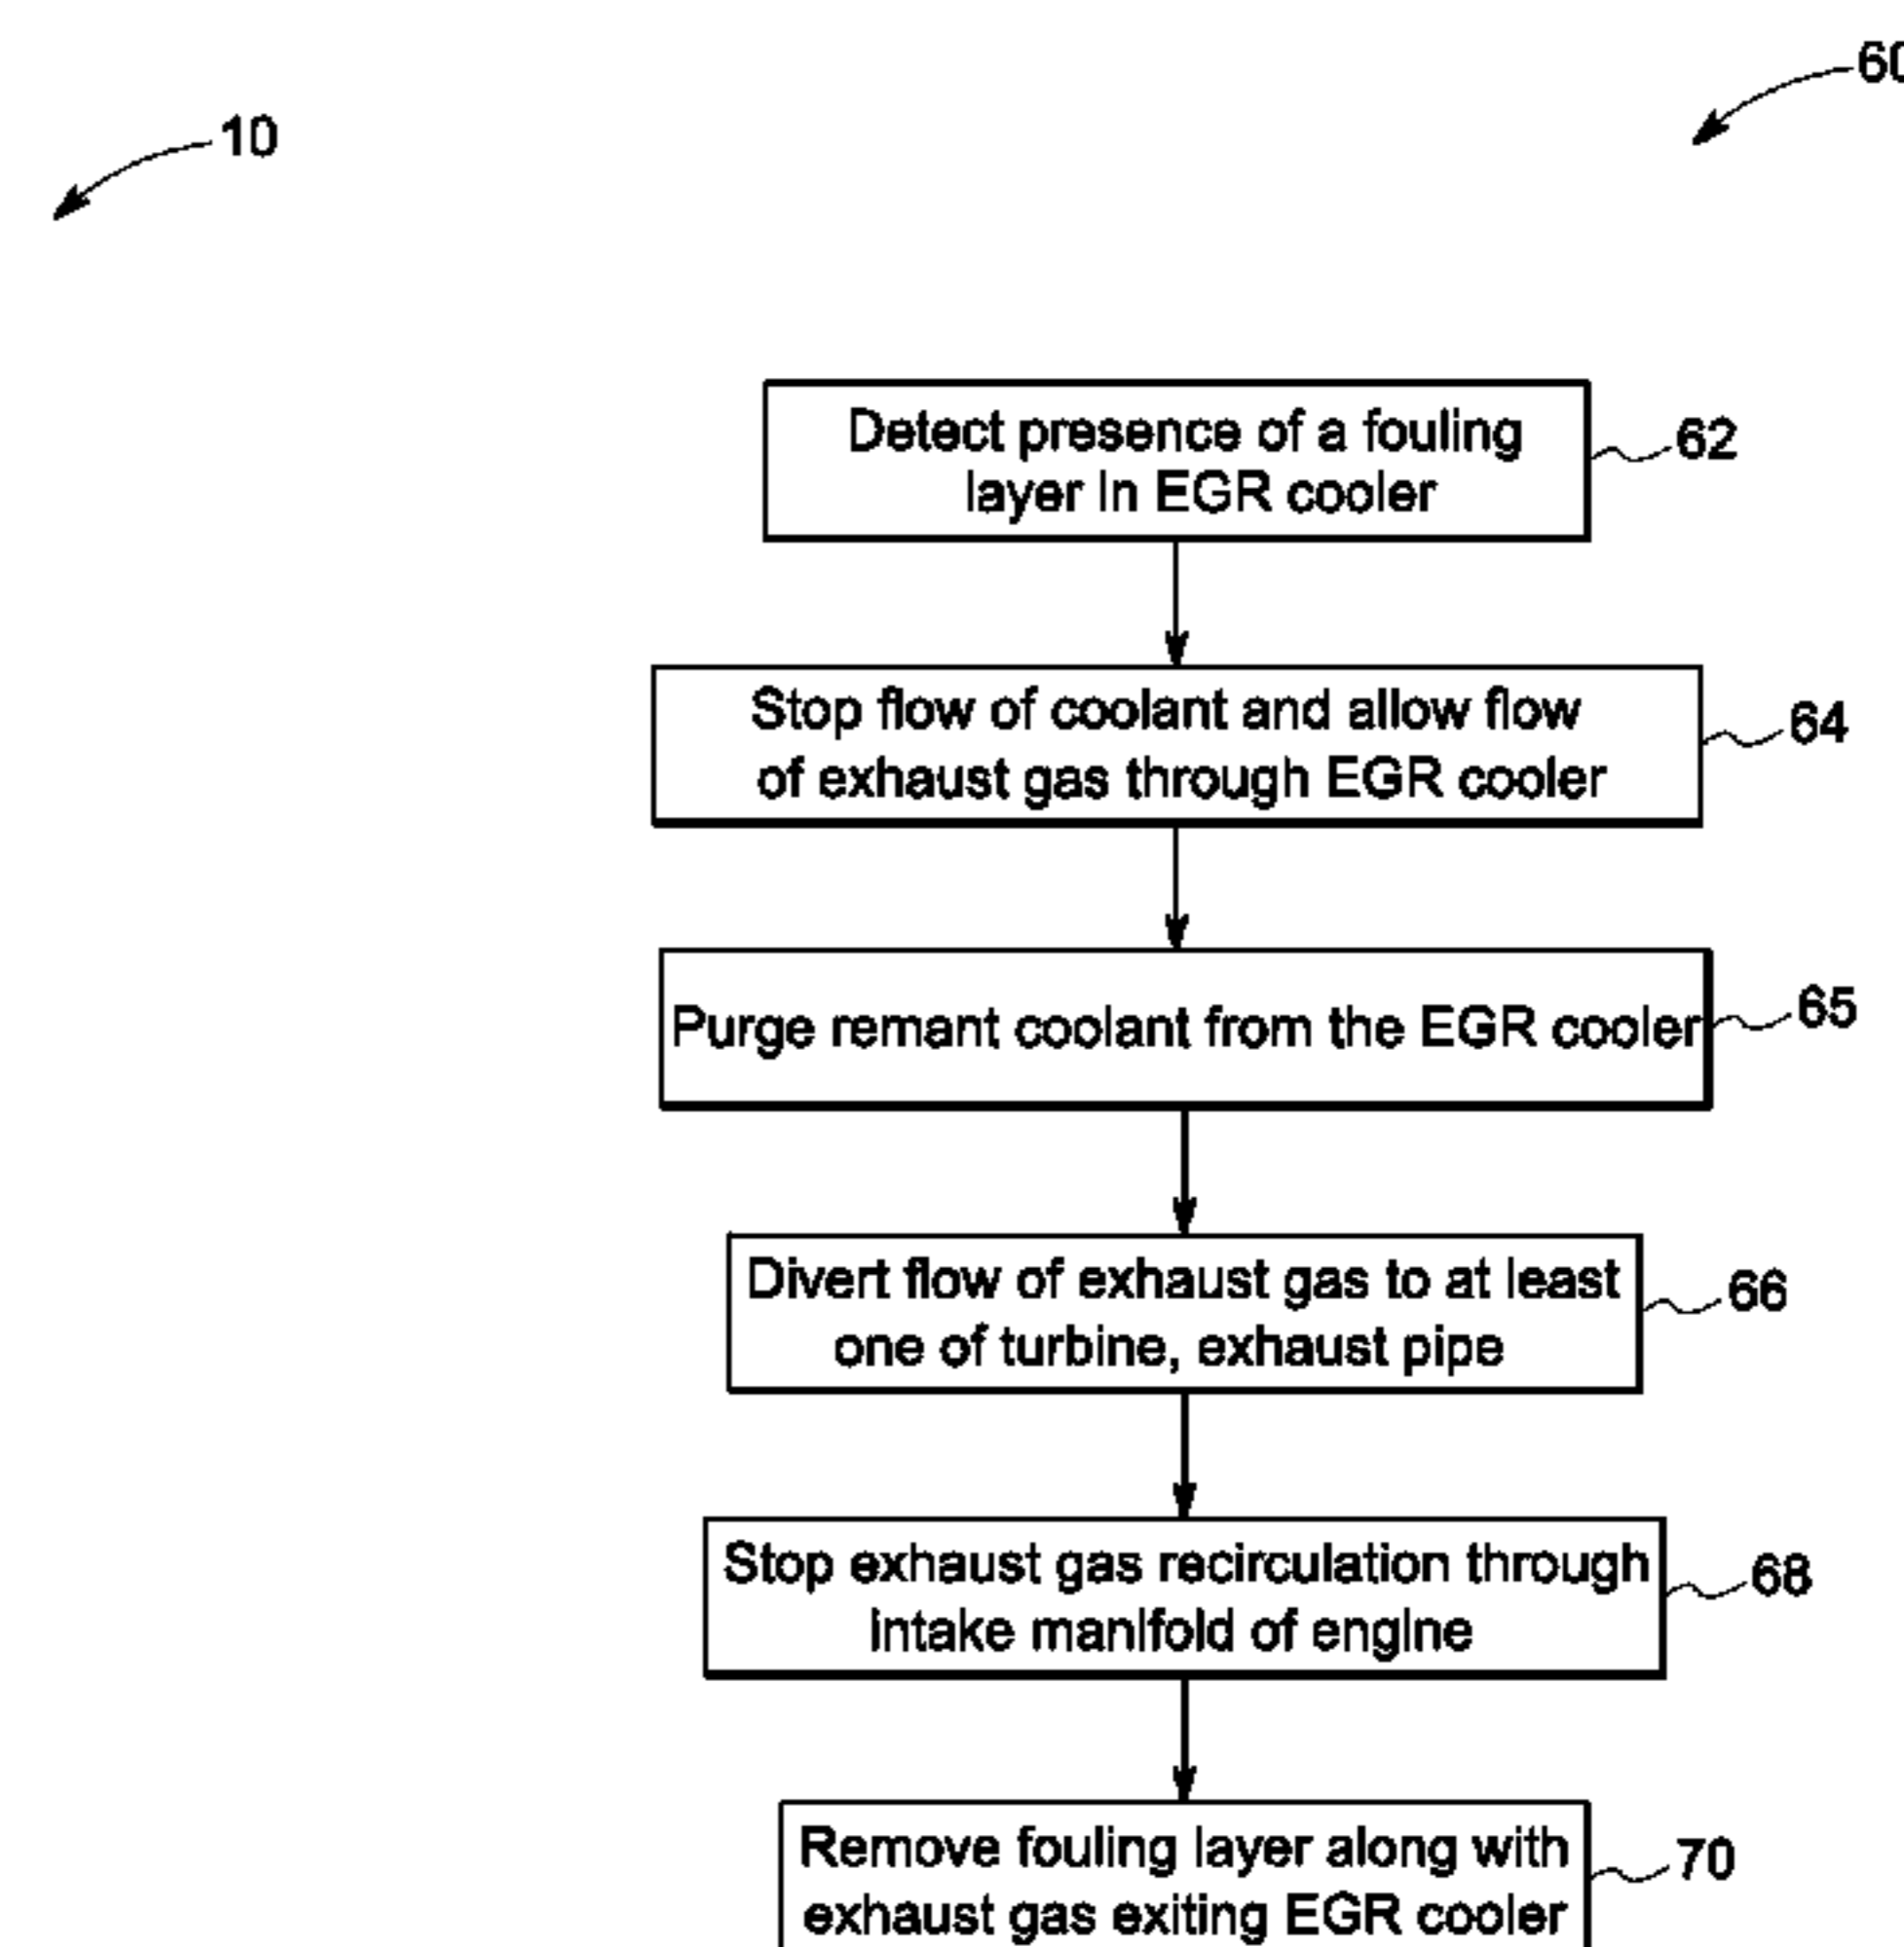 60
10
Detect presence of a fouling
layer in EGR cooler
62
Stop flow of coolant and allow flow
of exhaust gas through EGR cooler
64
Purge remant coolant from the EGR cooler
65
Divert flow of exhaust gas to at least
one of turbine, exhaust pipe
66
Stop exhaust gas recirculation through
intake manifold of engine
68
Remove fouling layer along with
exhaust gas exiting EGR cooler
70